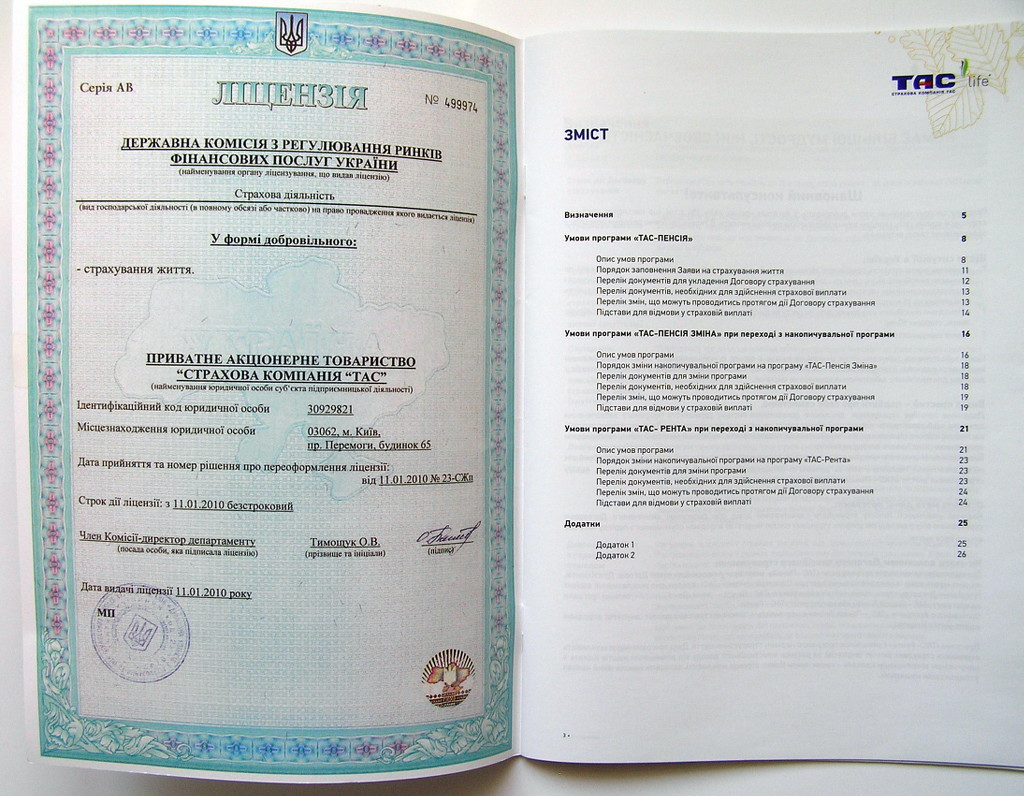 Серія АВ
ЛІЦЕНЗІЯ
№ 499974
ДЕРЖАВНА КОМІСІЯ З РЕГУЛЮВАННЯ РИНКІВ
ФІНАНСОВИХ ПОСЛУГ УКРАЇНИ
(найменування органу ліцензування, що видав ліцензію)
Страхова діяльність
(вид господарської діяльності (в повному обсязі або частково) на право провадження якого видається ліцензія)
У формі добровільного:
- страхування життя.
ПРИВАТНЕ АКЦІОНЕРНЕ ТОВАРИСТВО
“СТРАХОВА КОМПАНІЯ “ТАС”
(найменування юридичної особи суб’єкта підприємницької діяльності)
Ідентифікаційний код юридичної особи 30929821
Місцезнаходження юридичної особи 03062, м. Київ,
пр. Перемоги, будинок 65
Дата прийняття та номер рішення про переоформлення ліцензії:
від 11.01.2010 № 23-СЖп
Строк дії ліцензії: з 11.01.2010 безстроковий
Член Комісії-директор департаменту Тимощук О.В.
(посада особи, яка підписала ліцензію) (прізвище та ініціали) (підпис)
Дата видачі ліцензії 11.01.2010 року
МП
ТАС life
СТРАХОВА КОМПАНІЯ ТАС
ЗМІСТ
Визначення 5
Умови програми «ТАС-ПЕНСІЯ» 8
Опис умов програми 8
Порядок заповнення Заяви на страхування життя 11
Перелік документів для укладення Договору страхування 12
Перелік документів, необхідних для здійснення страхової виплати 13
Перелік змін, що можуть проводитись протягом дії Договору страхування 13
Підстави для відмови у страховій виплаті 14
Умови програми «ТАС-ПЕНСІЯ ЗМІНА» при переході з накопичувальної програми 16
Опис умов програми 16
Порядок зміни накопичувальної програми на програму «ТАС-Пенсія Зміна» 18
Перелік документів для зміни програми 18
Перелік документів, необхідних для здійснення страхової виплати 18
Перелік змін, що можуть проводитись протягом дії Договору страхування 19
Підстави для відмови у страховій виплаті 19
Умови програми «ТАС- РЕНТА» при переході з накопичувальної програми 21
Опис умов програми 21
Порядок зміни накопичувальної програми на програму «ТАС-Рента» 23
Перелік документів для зміни програми 23
Перелік документів, необхідних для здійснення страхової виплати 23
Перелік змін, що можуть проводитись протягом дії Договору страхування 24
Підстави для відмови у страховій виплаті 24
Додатки 25
Додаток 1 25
Додаток 2 26
3 •